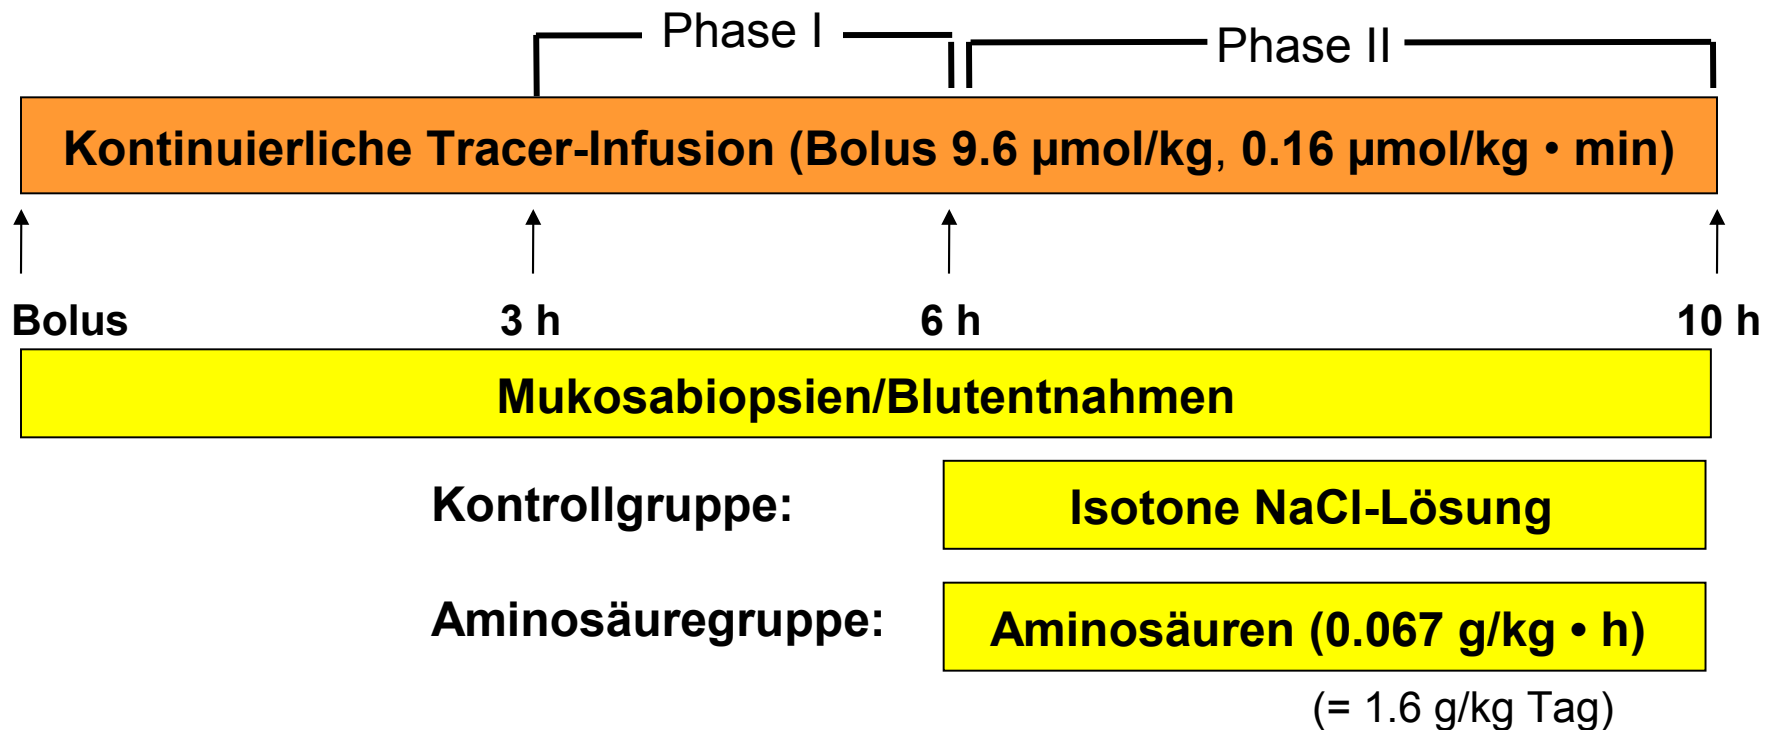 Phase I
Phase II
Kontinuierliche Tracer-Infusion (Bolus 9.6 µmol/kg, 0.16 µmol/kg • min)
Bolus
3 h
6 h
10 h
Mukosabiopsien/Blutentnahmen
Kontrollgruppe:
Isotone NaCl-Lösung
Aminosäuregruppe:
Aminosäuren (0.067 g/kg • h)
(= 1.6 g/kg Tag)